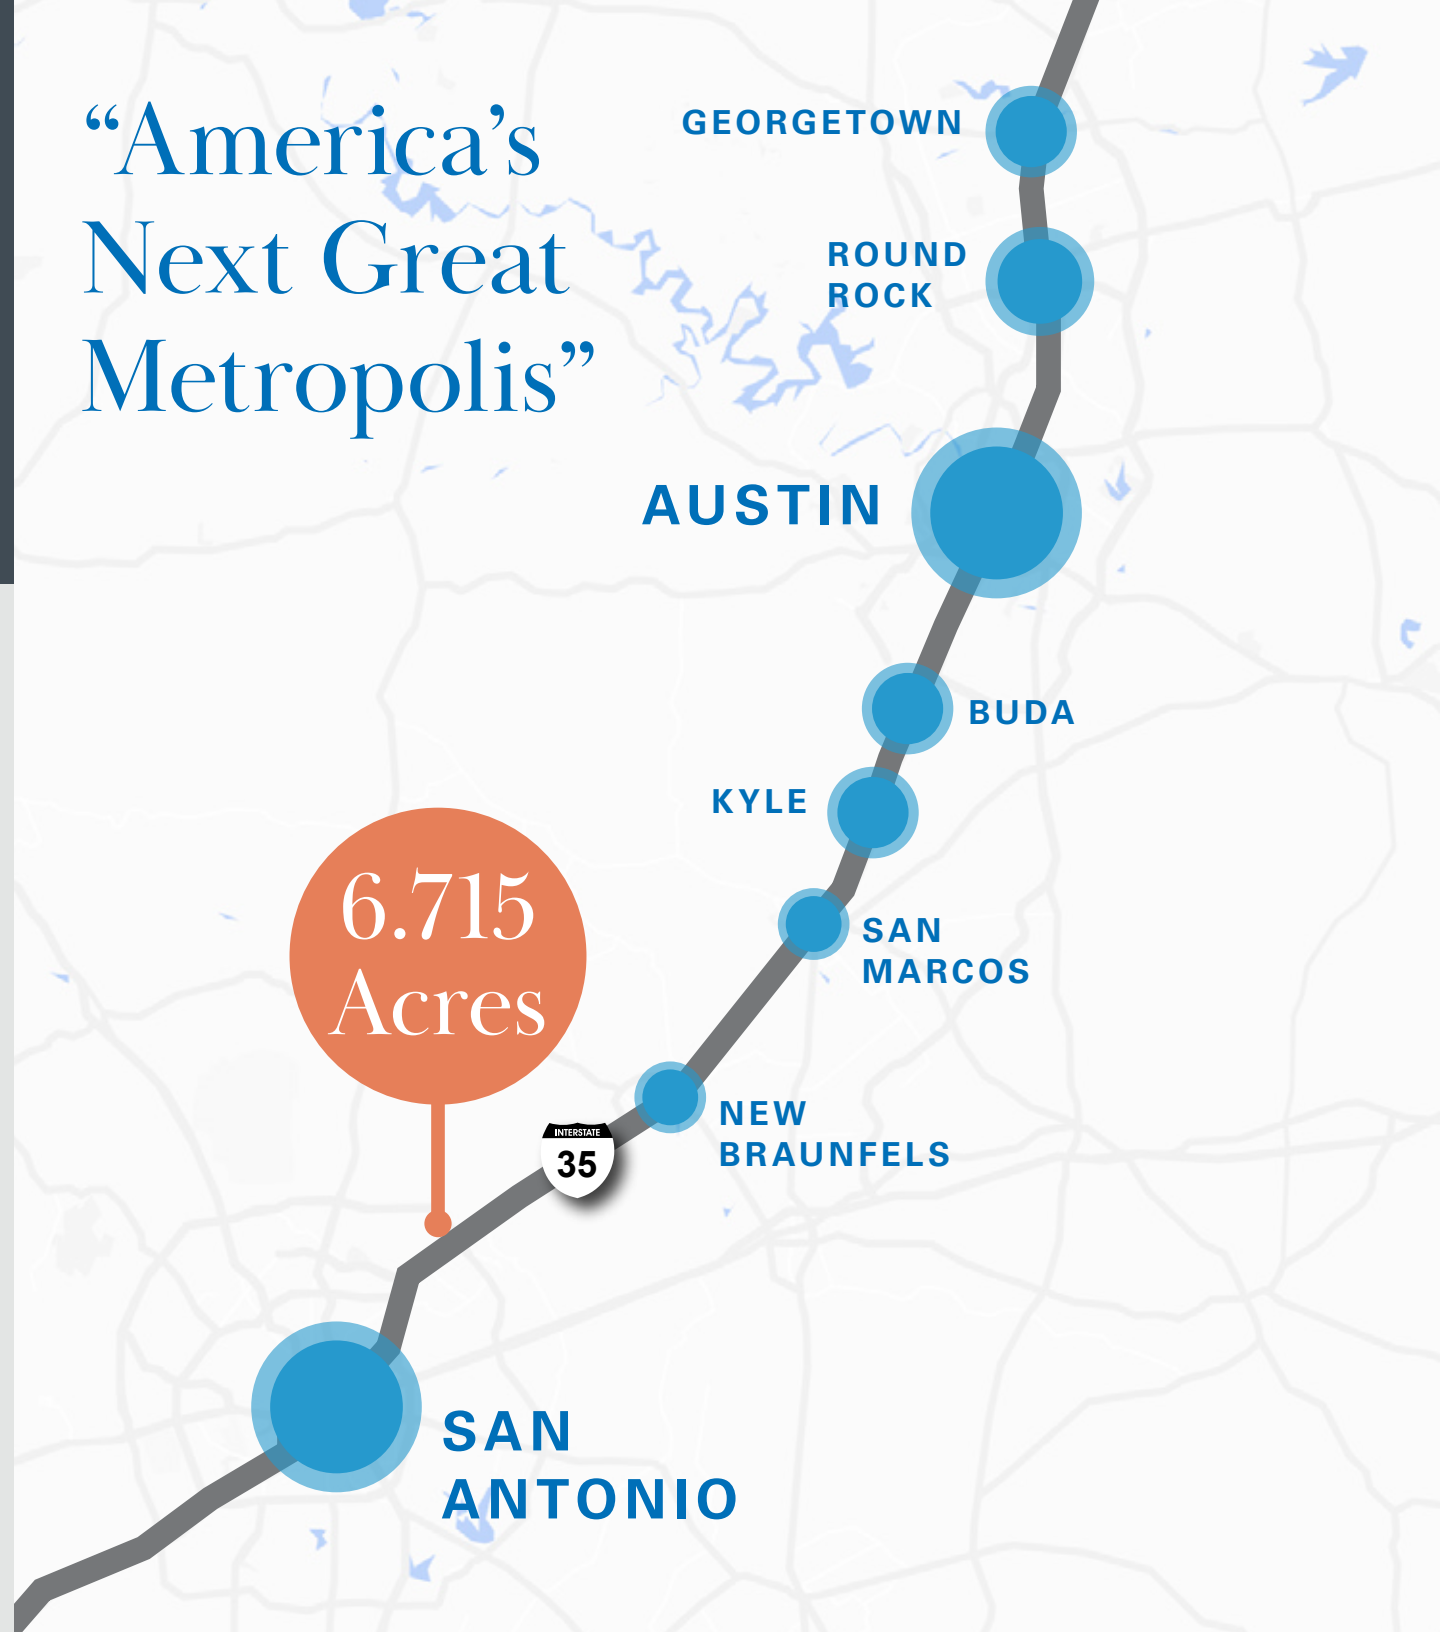 “America’s
Next Great
Metropolis”
GEORGETOWN
ROUND
ROCK
AUSTIN
BUDA
KYLE
6.715
Acres
SAN
MARCOS
NEW
BRAUNFELS
INTERSTATE
35
SAN
ANTONIO